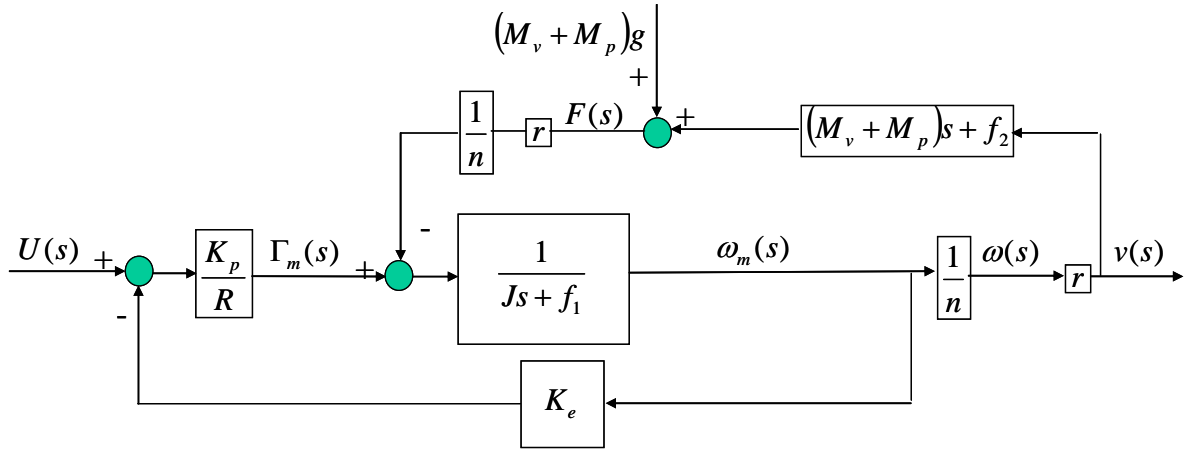 (M_v + M_p)g
+
1/n
r
F(s)
+
(M_v + M_p)s + f_2
-
U(s)
+
K_p/R
Γ_m(s)
+
1/(Js + f_1)
ω_m(s)
1/n
ω(s)
r
v(s)
-
K_e